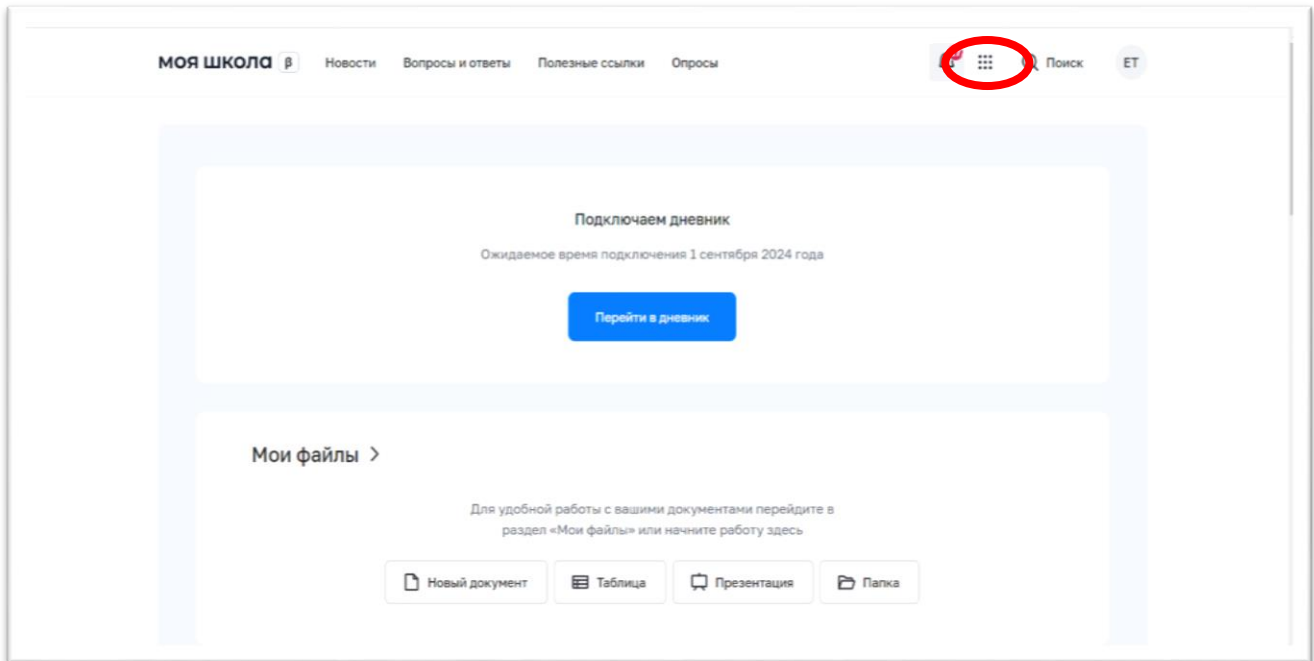 МОЯ ШКОЛА β Новости Вопросы и ответы Полезные ссылки Опросы Поиск ЕТ
Подключаем дневник
Ожидаемое время подключения 1 сентября 2024 года
Перейти в дневник
Мои файлы
Для удобной работы с вашими документами перейдите в
раздел «Мои файлы» или начните работу здесь
Новый документ Таблица Презентация Папка